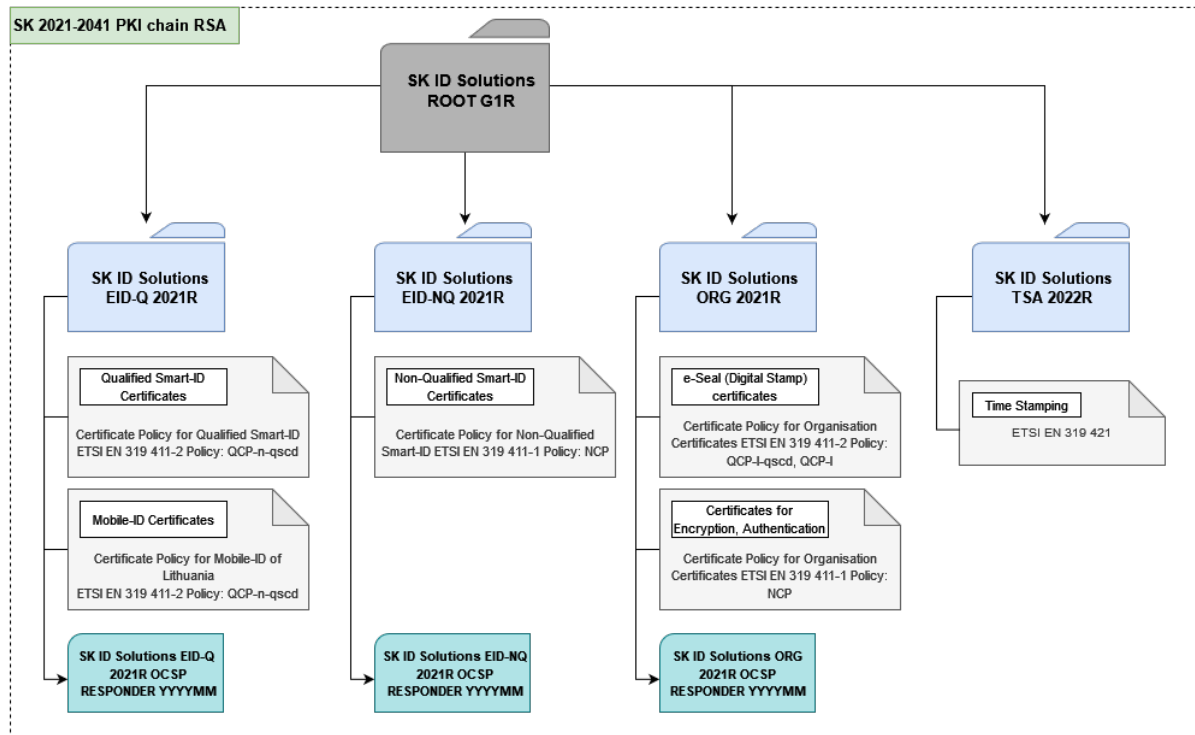 SK 2021-2041 PKI chain RSA
SK ID Solutions
ROOT G1R
SK ID Solutions
EID-Q 2021R
SK ID Solutions
EID-NQ 2021R
SK ID Solutions
ORG 2021R
SK ID Solutions
TSA 2022R
Qualified Smart-ID
Certificates
Certificate Policy for Qualified Smart-ID
ETSI EN 319 411-2 Policy: QCP-n-qscd
Non-Qualified Smart-ID
Certificates
Certificate Policy for Non-Qualified
Smart-ID ETSI EN 319 411-1 Policy: NCP
e-Seal (Digital Stamp)
certificates
Certificate Policy for Organisation
Certificates ETSI EN 319 411-2 Policy:
QCP-l-qscd, QCP-l
Time Stamping
ETSI EN 319 421
Mobile-ID Certificates
Certificate Policy for Mobile-ID of
Lithuania
ETSI EN 319 411-2 Policy: QCP-n-qscd
Certificates for
Encryption, Authentication
Certificate Policy for Organisation
Certificates ETSI EN 319 411-1 Policy:
NCP
SK ID Solutions EID-Q
2021R OCSP
RESPONDER YYYYMM
SK ID Solutions EID-NQ
2021R OCSP
RESPONDER YYYYMM
SK ID Solutions ORG
2021R OCSP
RESPONDER YYYYMM